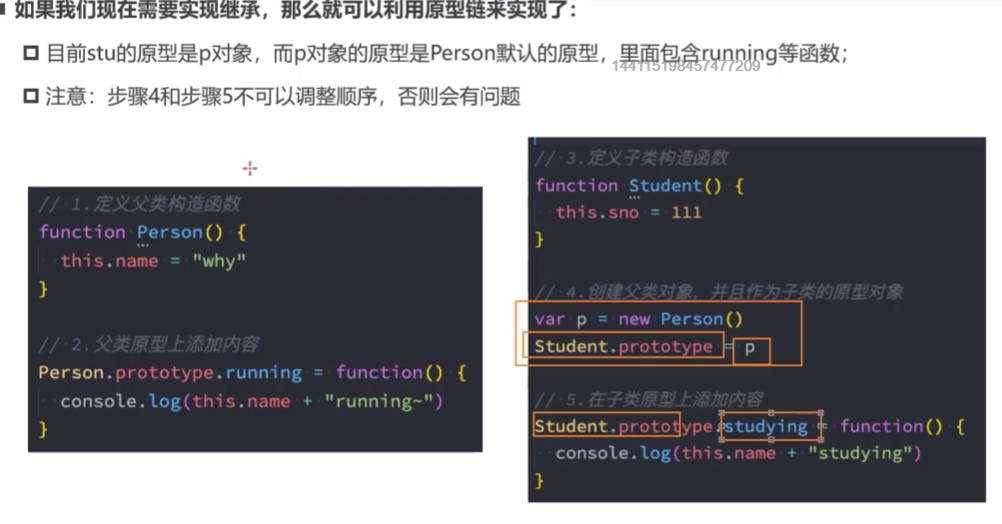 如果我们现在需要实现继承，那么就可以利用原型链来实现了：
目前stu的原型是p对象，而p对象的原型是Person默认的原型，里面包含running等函数；
144115198457477209
注意：步骤4和步骤5不可以调整顺序，否则会有问题
// 1.定义父类构造函数
function Person() {
this.name = "why"
}
// 2.父类原型上添加内容
Person.prototype.running = function() {
console.log(this.name + "running~")
}
// 3.定义子类构造函数
function Student() {
this.sno = 111
}
// 4.创建父类对象，并且作为子类的原型对象
var p = new Person()
Student.prototype = p
// 5.在子类原型上添加内容
Student.prototype.studying = function() {
console.log(this.name + "studying")
}